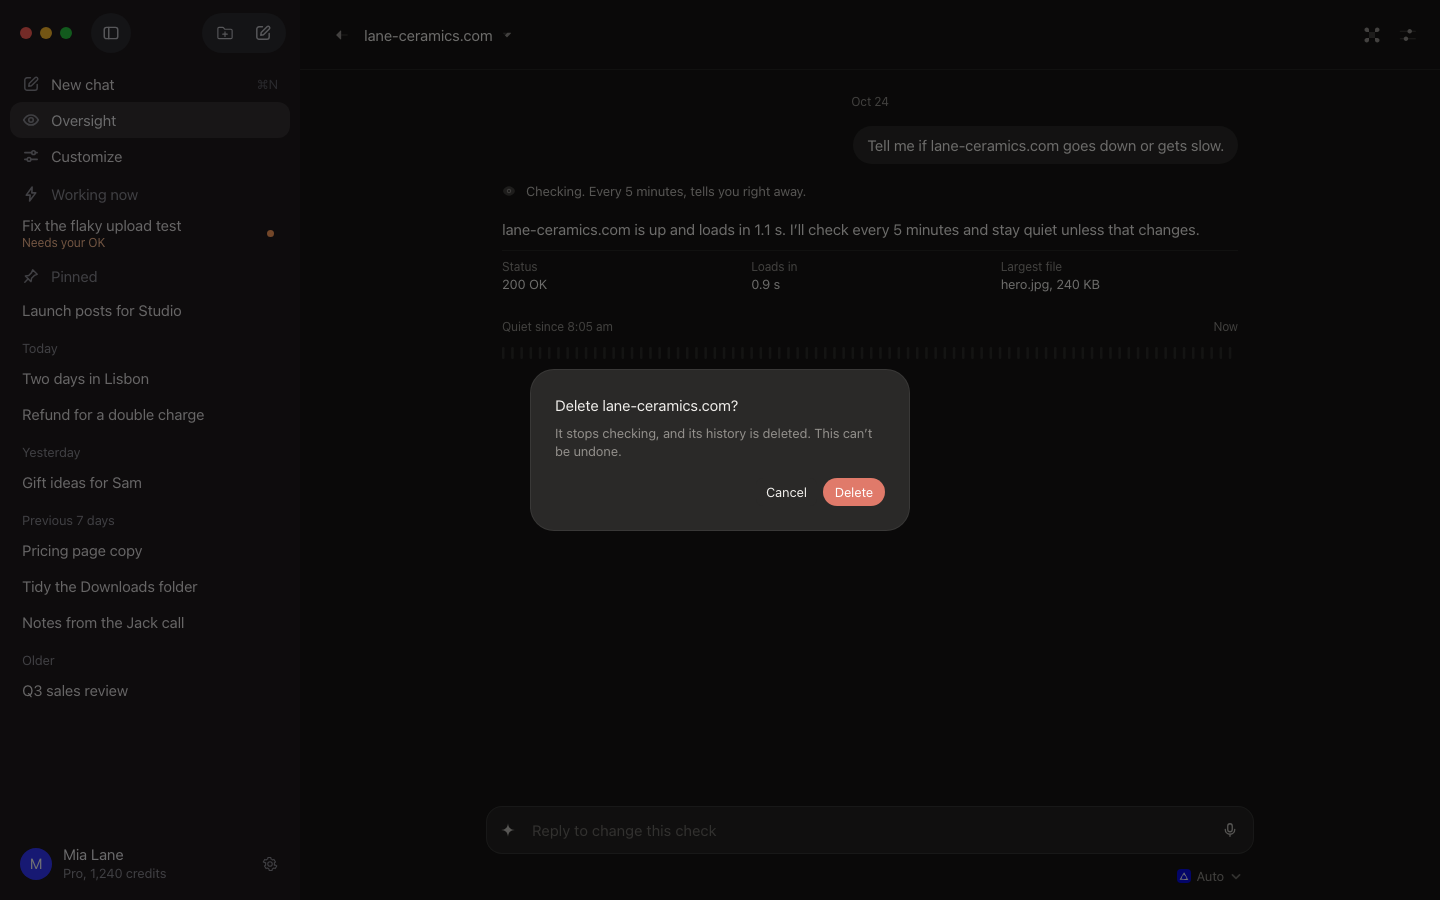 New chat
⌘N
Oversight
Customize
Working now
Fix the flaky upload test
Needs your OK
Pinned
Launch posts for Studio
Today
Two days in Lisbon
Refund for a double charge
Yesterday
Gift ideas for Sam
Previous 7 days
Pricing page copy
Tidy the Downloads folder
Notes from the Jack call
Older
Q3 sales review
M
Mia Lane
Pro, 1,240 credits
lane-ceramics.com
Oct 24
Tell me if lane-ceramics.com goes down or gets slow.
Checking. Every 5 minutes, tells you right away.
lane-ceramics.com is up and loads in 1.1 s. I’ll check every 5 minutes and stay quiet unless that changes.
Status
200 OK
Loads in
0.9 s
Largest file
hero.jpg, 240 KB
Quiet since 8:05 am
Now
Delete lane-ceramics.com?
It stops checking, and its history is deleted. This can’t
be undone.
Cancel
Delete
Reply to change this check
Auto